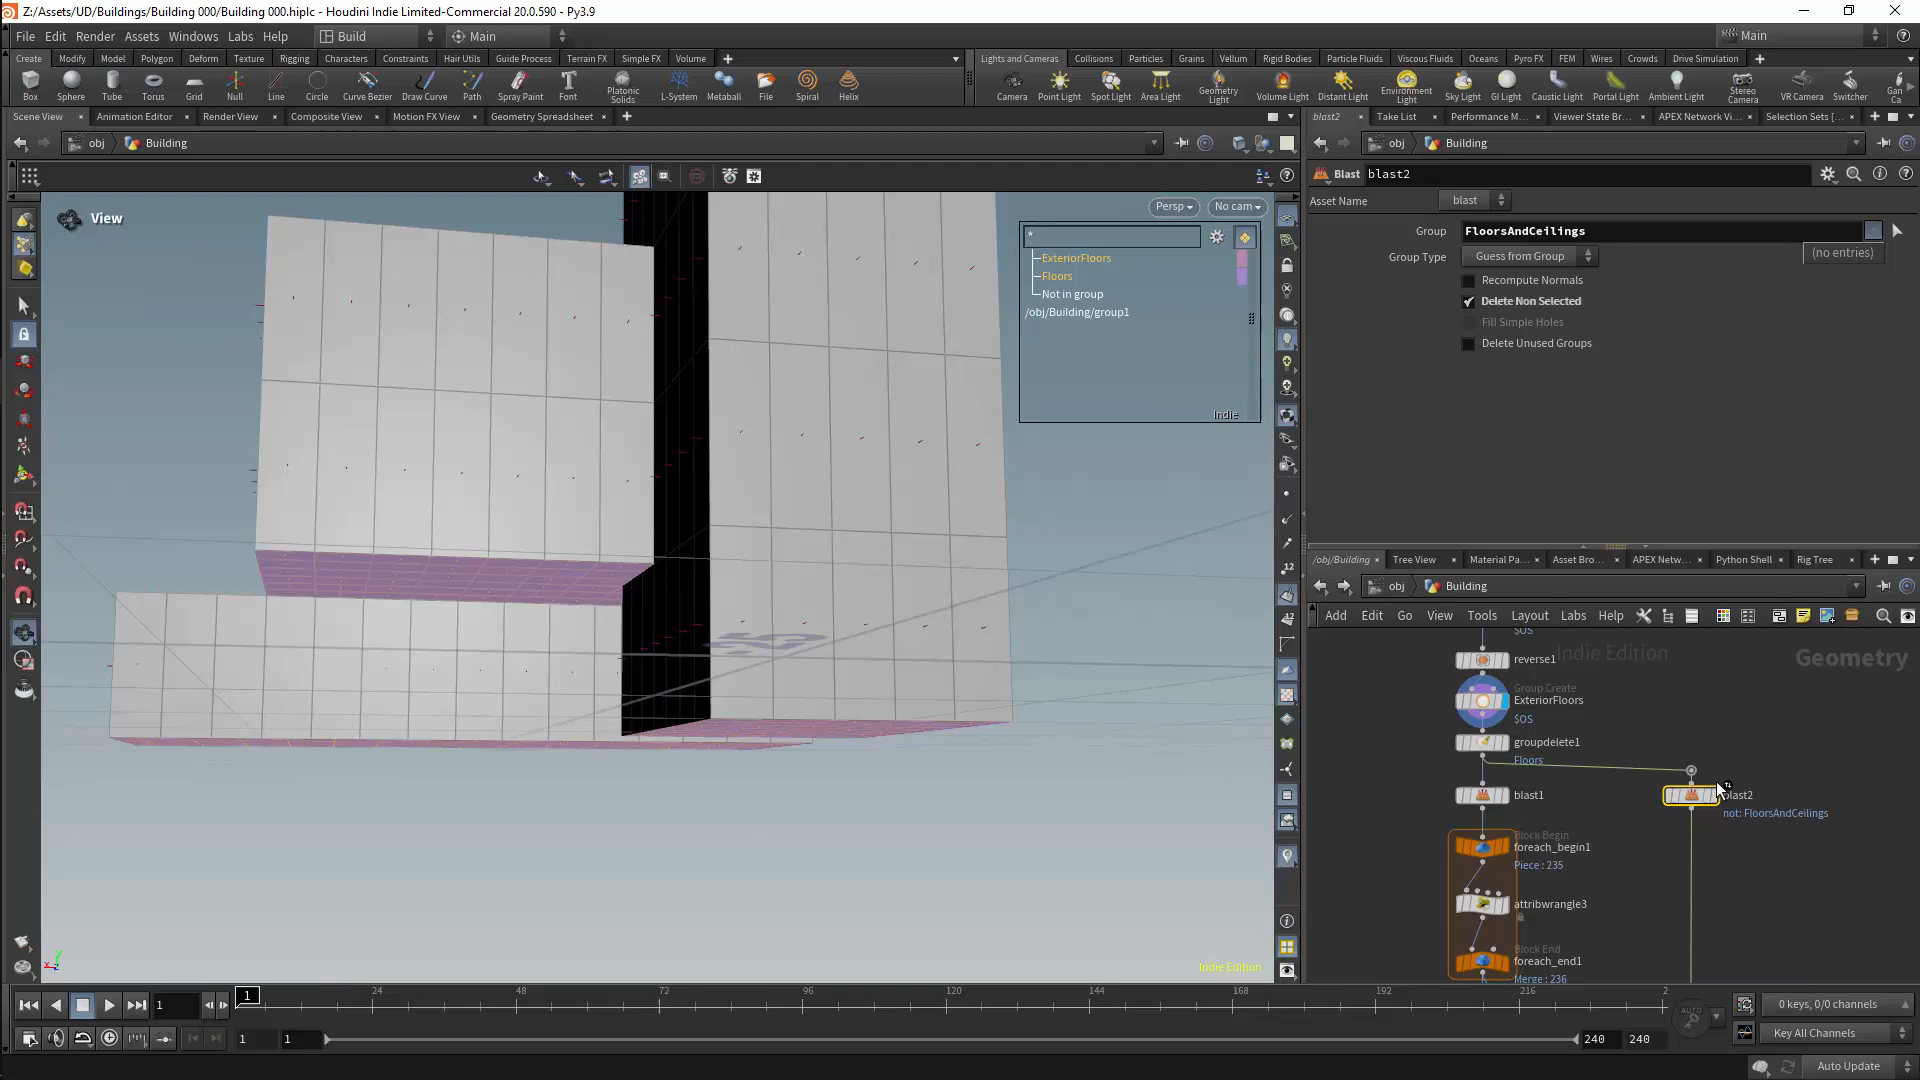 Z:/Assets/UD/Buildings/Building 000/Building 000.hiplc - Houdini Indie Limited-Commercial 20.0.590 - Py3.9
File Edit Render Assets Windows Labs Help Build Main Main
Create Modify Model Polygon Deform Texture Rigging Characters Constraints Hair Utils Guide Process Terrain FX Simple FX Volume
Lights and Cameras Collisions Particles Grains Vellum Rigid Bodies Particle Fluids Viscous Fluids Oceans Pyro FX FEM Wires Crowds Drive Simulation
Box Sphere Tube Torus Grid Null Line Circle Curve Bezier Draw Curve Path Spray Paint Font Platonic Solids L-System Metaball File Spiral Helix
Camera Point Light Spot Light Area Light Geometry Light Volume Light Distant Light Environment Light Sky Light GI Light Caustic Light Portal Light Ambient Light Stereo Camera VR Camera Switcher Gan Ca
Scene View Animation Editor Render View Composite View Motion FX View Geometry Spreadsheet
blast2 Take List Performance M... Viewer State Br... APEX Network Vi... Selection Sets [...
obj Building
obj Building
Blast blast2
Asset Name blast
Group FloorsAndCeilings
(no entries)
Group Type Guess from Group
Recompute Normals
Delete Non Selected
Fill Simple Holes
Delete Unused Groups
View
Persp No cam
*
ExteriorFloors
Floors
Not in group
/obj/Building/group1
Indie
Indie Edition
/obj/Building Tree View Material Pa... Asset Bro... APEX Netw... Python Shell Rig Tree
obj Building
Add Edit Go View Tools Layout Labs Help
Indie Edition
Geometry
$OS
reverse1
Group Create
ExteriorFloors
$OS
groupdelete1
Floors
blast1
blast2
not: FloorsAndCeilings
Block Begin
foreach_begin1
Piece : 235
attribwrangle3
Block End
foreach_end1
Merge : 236
1 1 24 48 72 96 120 144 168 192 216 2
0 keys, 0/0 channels
1 1 240 240
AUTO
Key All Channels
Auto Update